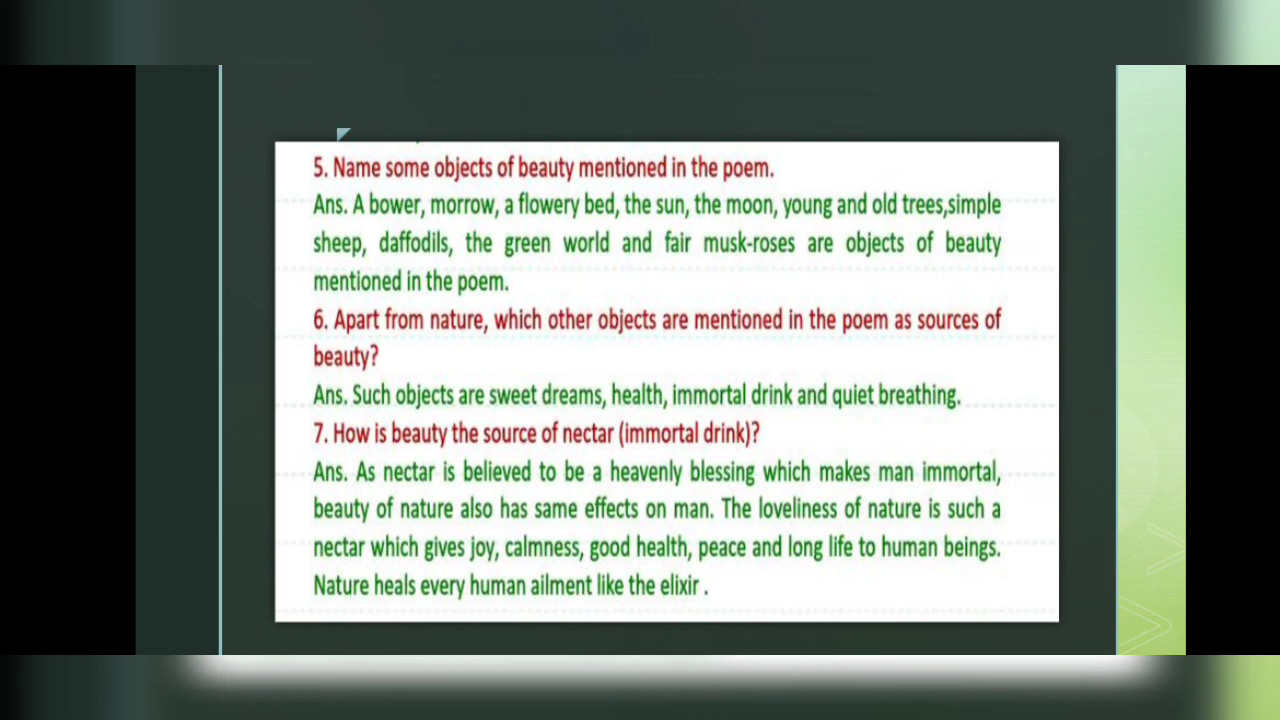 5. Name some objects of beauty mentioned in the poem.
Ans. A bower, morrow, a flowery bed, the sun, the moon, young and old trees,simple
sheep, daffodils, the green world and fair musk-roses are objects of beauty
mentioned in the poem.
6. Apart from nature, which other objects are mentioned in the poem as sources of
beauty?
Ans. Such objects are sweet dreams, health, immortal drink and quiet breathing.
7. How is beauty the source of nectar (immortal drink)?
Ans. As nectar is believed to be a heavenly blessing which makes man immortal,
beauty of nature also has same effects on man. The loveliness of nature is such a
nectar which gives joy, calmness, good health, peace and long life to human beings.
Nature heals every human ailment like the elixir .